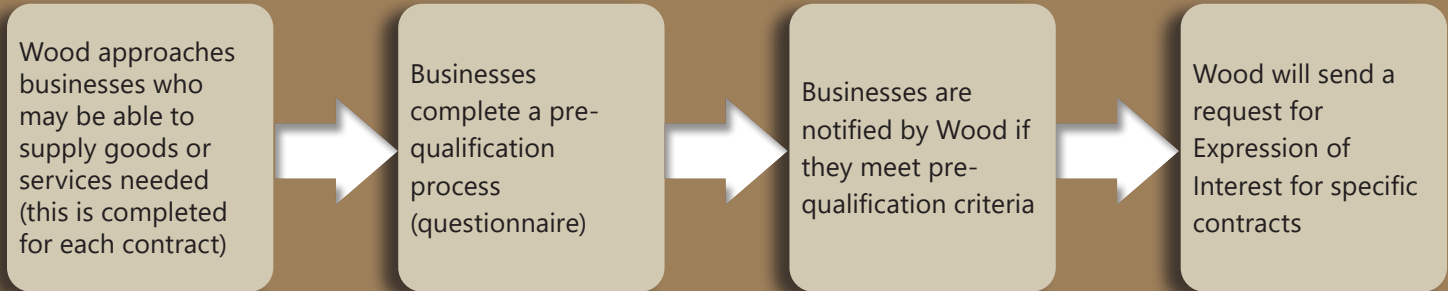 Wood approaches
businesses who
may be able to
supply goods or
services needed
(this is completed
for each contract)
Businesses
complete a pre-
qualification
process
(questionnaire)
Businesses are
notified by Wood if
they meet pre-
qualification criteria
Wood will send a
request for
Expression of
Interest for specific
contracts